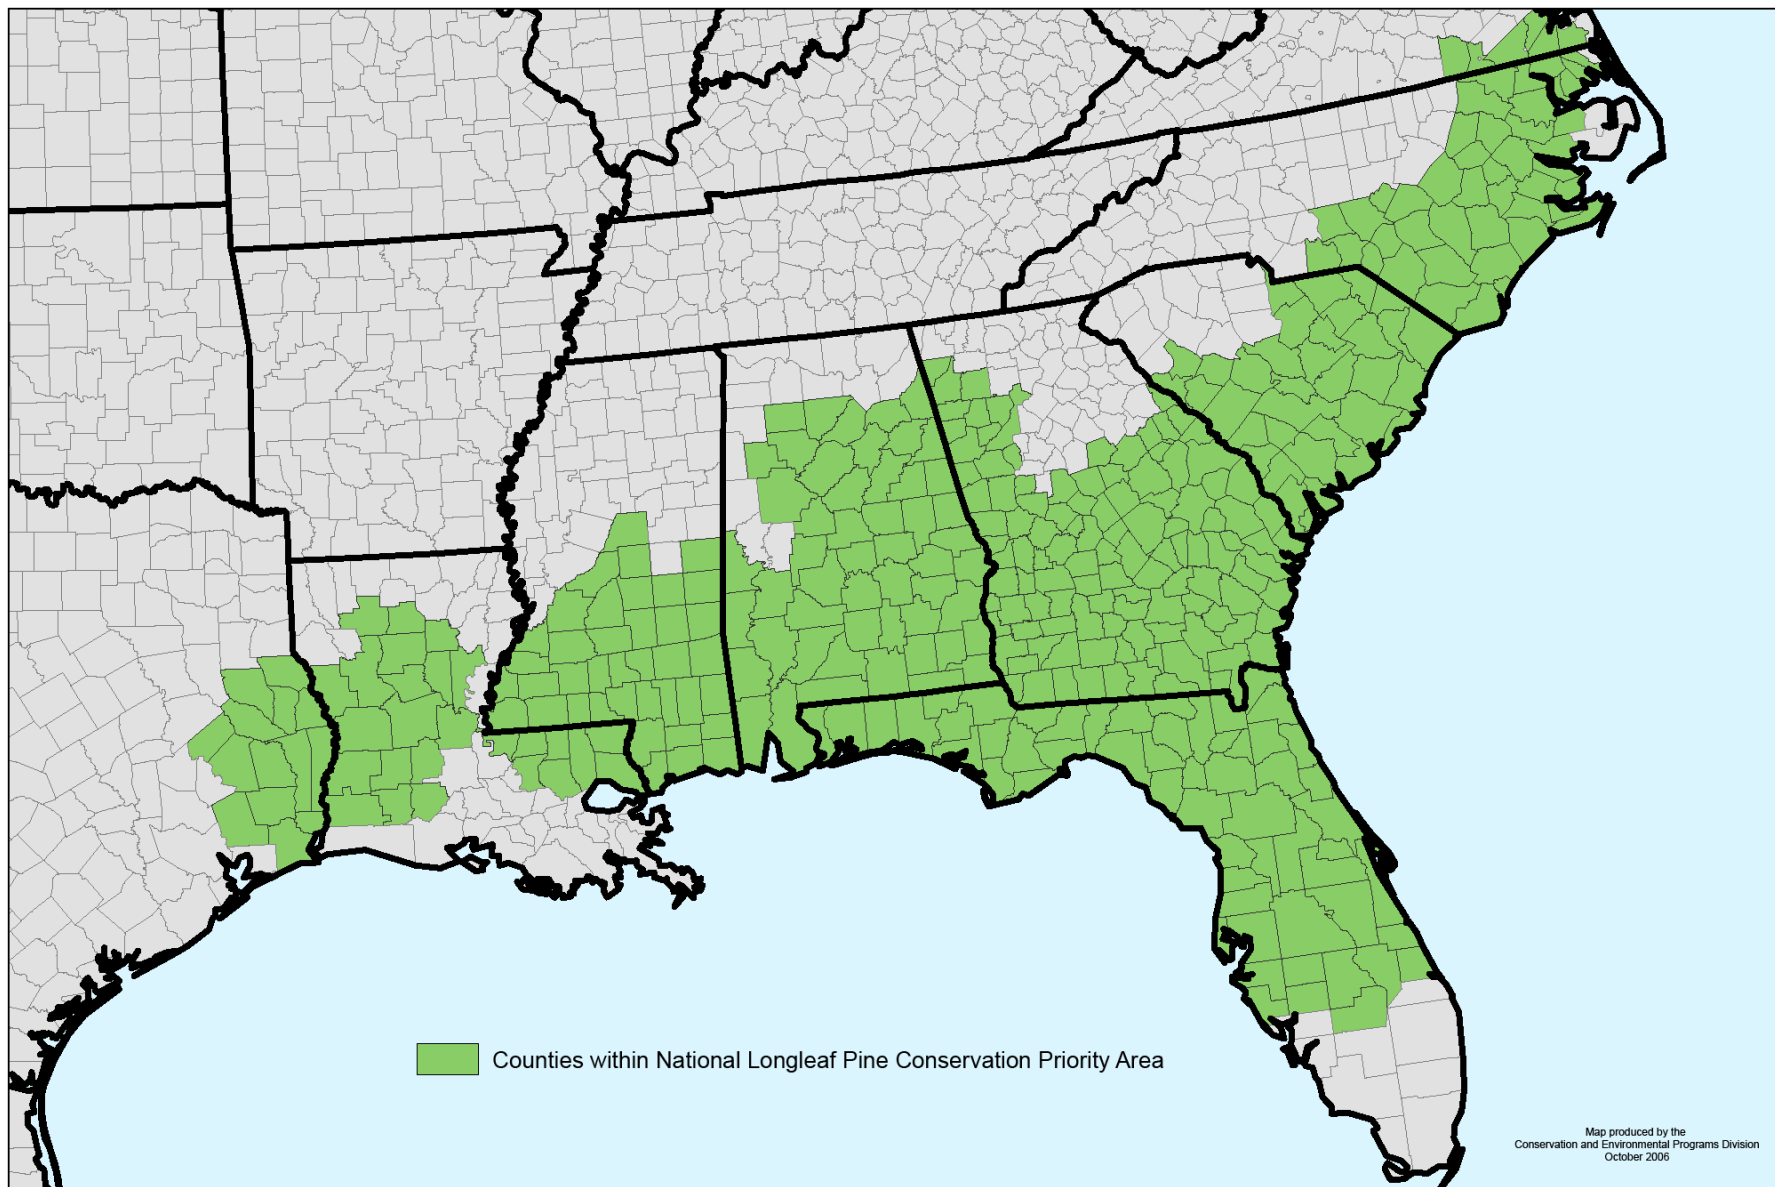 Counties within National Longleaf Pine Conservation Priority Area
Map produced by the
Conservation and Environmental Programs Division
October 2006